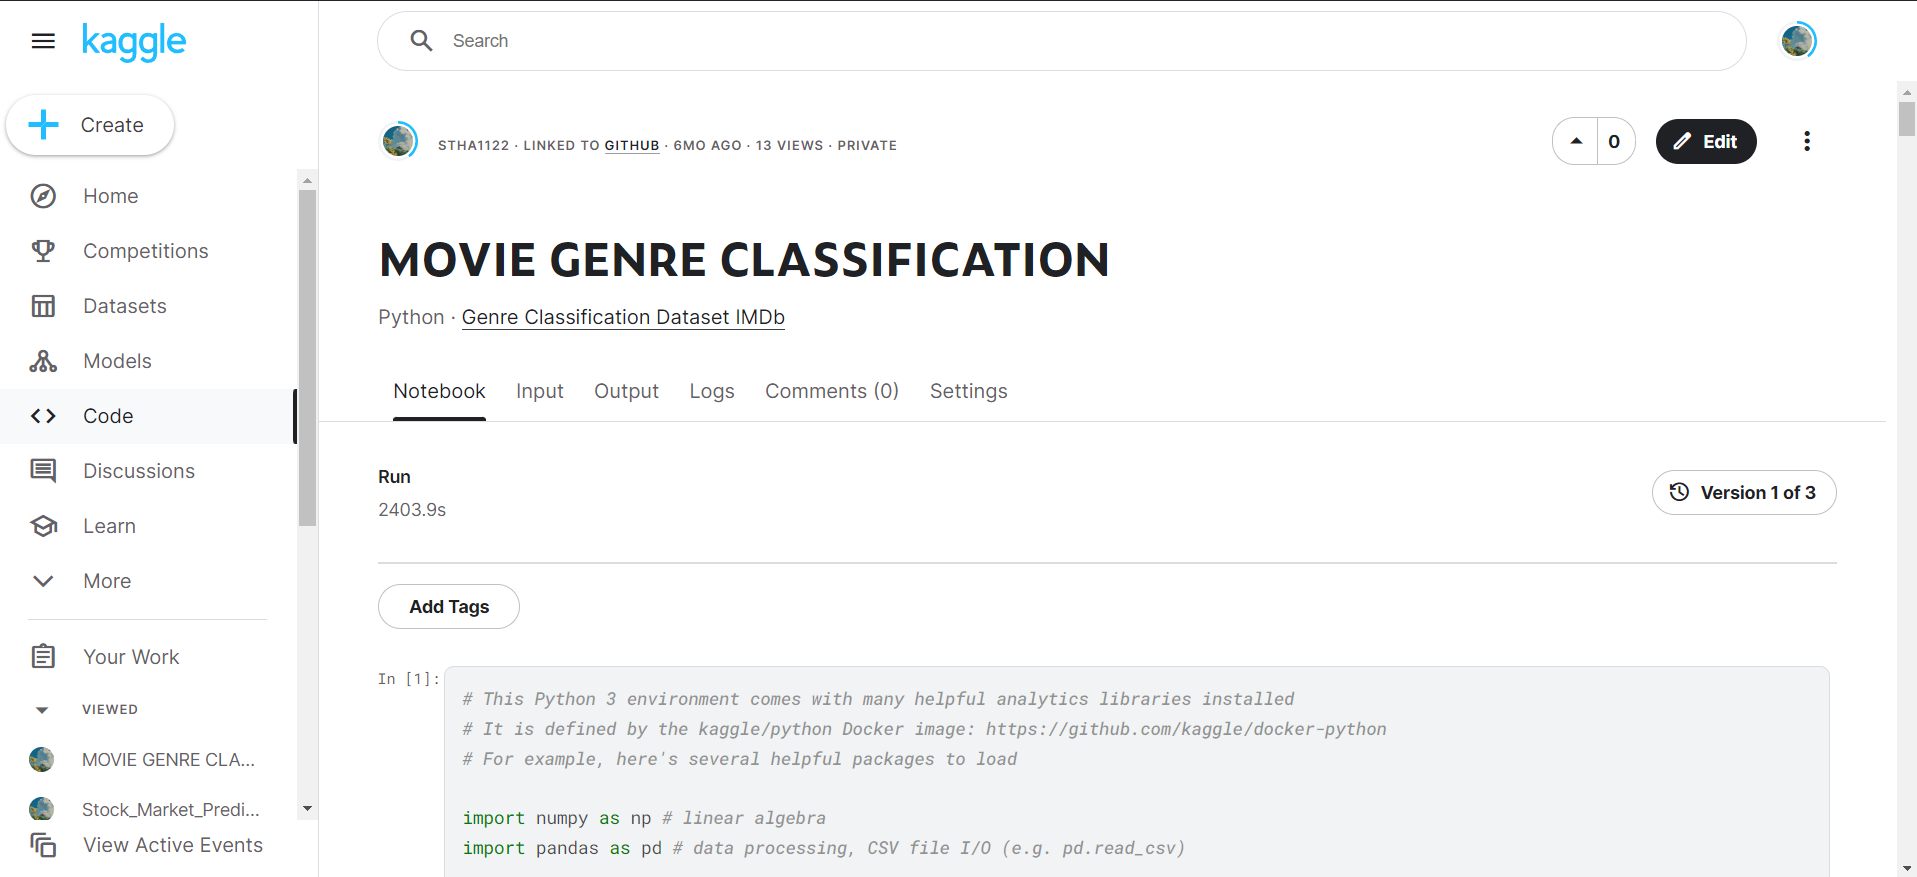 kaggle
Search
Create
Home
Competitions
Datasets
Models
Code
Discussions
Learn
More
Your Work
VIEWED
MOVIE GENRE CLA...
Stock_Market_Predi...
View Active Events
STHA1122 · LINKED TO GITHUB · 6MO AGO · 13 VIEWS · PRIVATE
0
Edit
MOVIE GENRE CLASSIFICATION
Python · Genre Classification Dataset IMDb
Notebook Input Output Logs Comments (0) Settings
Run
2403.9s
Version 1 of 3
Add Tags
In [1]:
# This Python 3 environment comes with many helpful analytics libraries installed
# It is defined by the kaggle/python Docker image: https://github.com/kaggle/docker-python
# For example, here's several helpful packages to load
import numpy as np # linear algebra
import pandas as pd # data processing, CSV file I/O (e.g. pd.read_csv)